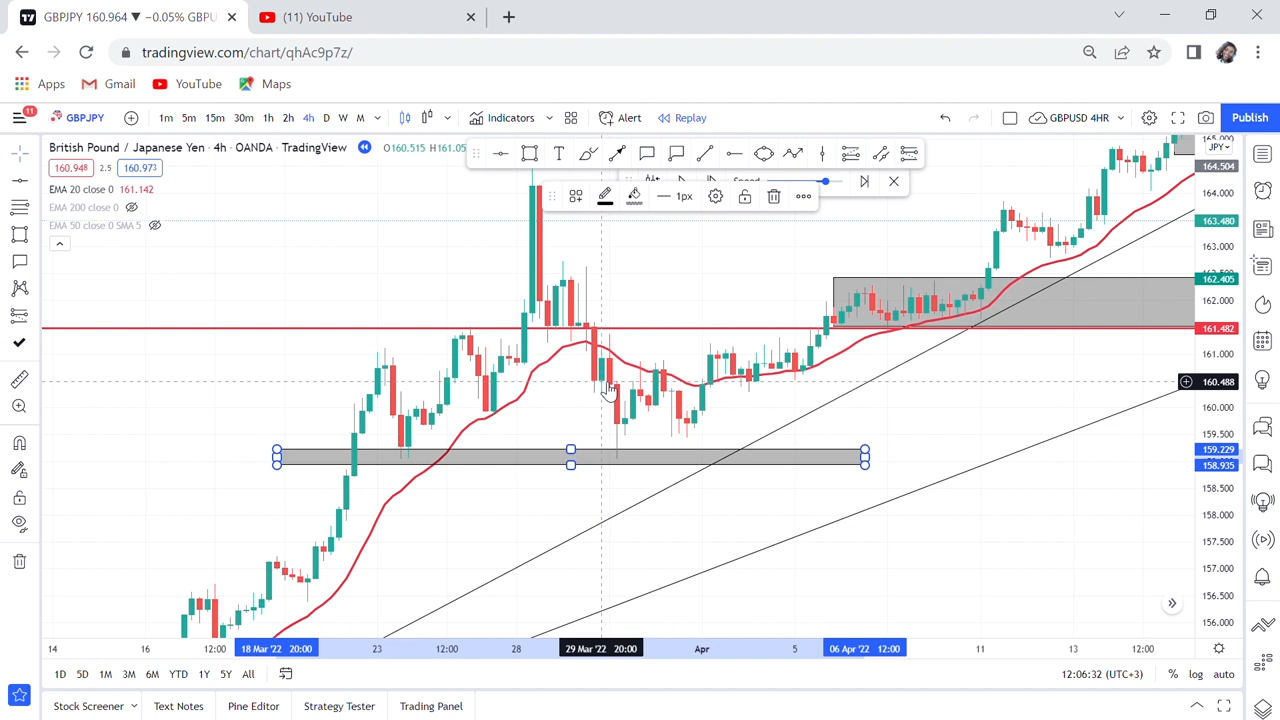 GBPJPY 160.964 ▼ −0.05% GBPU
(11) YouTube
tradingview.com/chart/qhAc9p7z/
Apps
Gmail
YouTube
Maps
11
GBPJPY
1m 5m 15m 30m 1h 2h 4h D W M
Indicators
Alert
Replay
GBPUSD 4HR
Publish
British Pound / Japanese Yen · 4h · OANDA · TradingView
O160.515 H161.05
160.948 2.5 160.973
EMA 20 close 0 161.142
EMA 200 close 0
EMA 50 close 0 SMA 5
1px
JPY
164.504
164.000
163.480
163.000
162.405
162.000
161.482
161.000
160.488
160.000
159.500
159.229
158.935
158.500
158.000
157.500
157.000
156.500
156.000
14 16 12:00 18 Mar '22 20:00 23 12:00 28 29 Mar '22 20:00 Apr 5 06 Apr '22 12:00 11 13 12:00
1D 5D 1M 3M 6M YTD 1Y 5Y All
12:06:32 (UTC+3) % log auto
Stock Screener
Text Notes
Pine Editor
Strategy Tester
Trading Panel